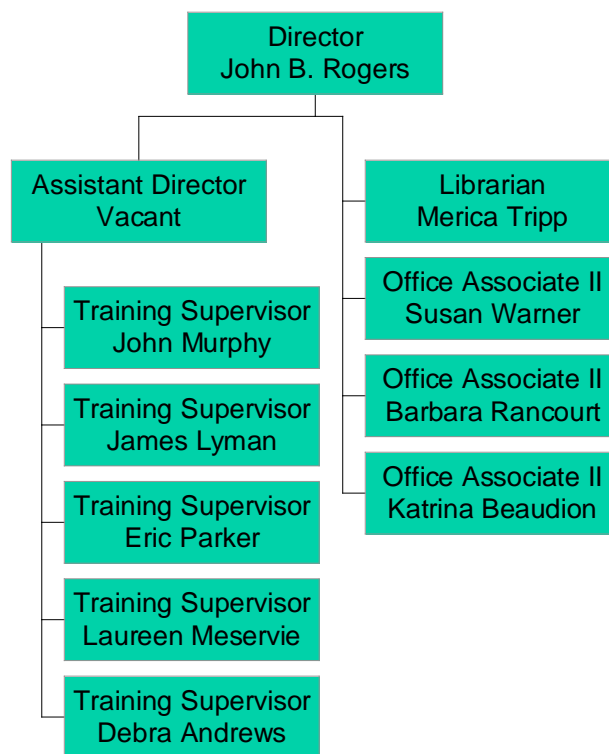 Director
John B. Rogers
Assistant Director
Vacant
Training Supervisor
John Murphy
Training Supervisor
James Lyman
Training Supervisor
Eric Parker
Training Supervisor
Laureen Meservie
Training Supervisor
Debra Andrews
Librarian
Merica Tripp
Office Associate II
Susan Warner
Office Associate II
Barbara Rancourt
Office Associate II
Katrina Beaudion